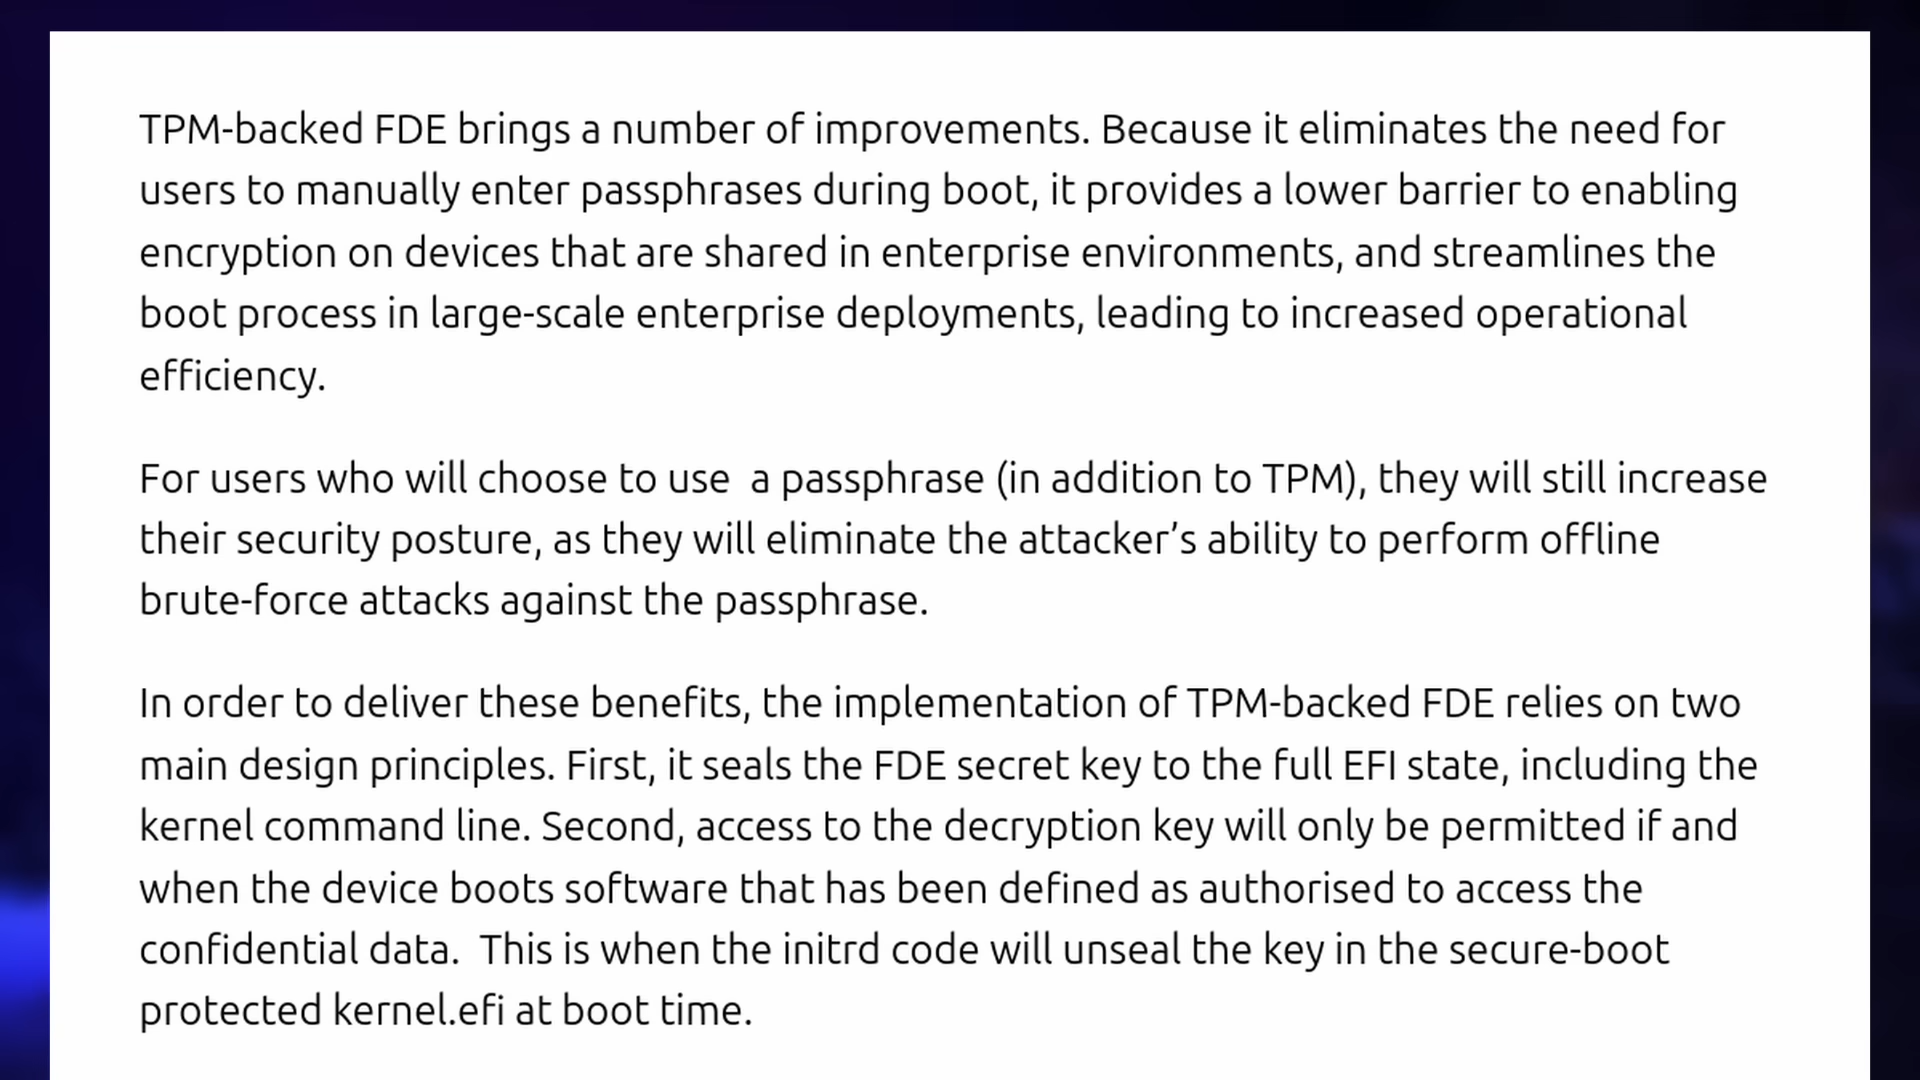 TPM-backed FDE brings a number of improvements. Because it eliminates the need for
users to manually enter passphrases during boot, it provides a lower barrier to enabling
encryption on devices that are shared in enterprise environments, and streamlines the
boot process in large-scale enterprise deployments, leading to increased operational
efficiency.
For users who will choose to use  a passphrase (in addition to TPM), they will still increase
their security posture, as they will eliminate the attacker’s ability to perform offline
brute-force attacks against the passphrase.
In order to deliver these benefits, the implementation of TPM-backed FDE relies on two
main design principles. First, it seals the FDE secret key to the full EFI state, including the
kernel command line. Second, access to the decryption key will only be permitted if and
when the device boots software that has been defined as authorised to access the
confidential data.  This is when the initrd code will unseal the key in the secure-boot
protected kernel.efi at boot time.